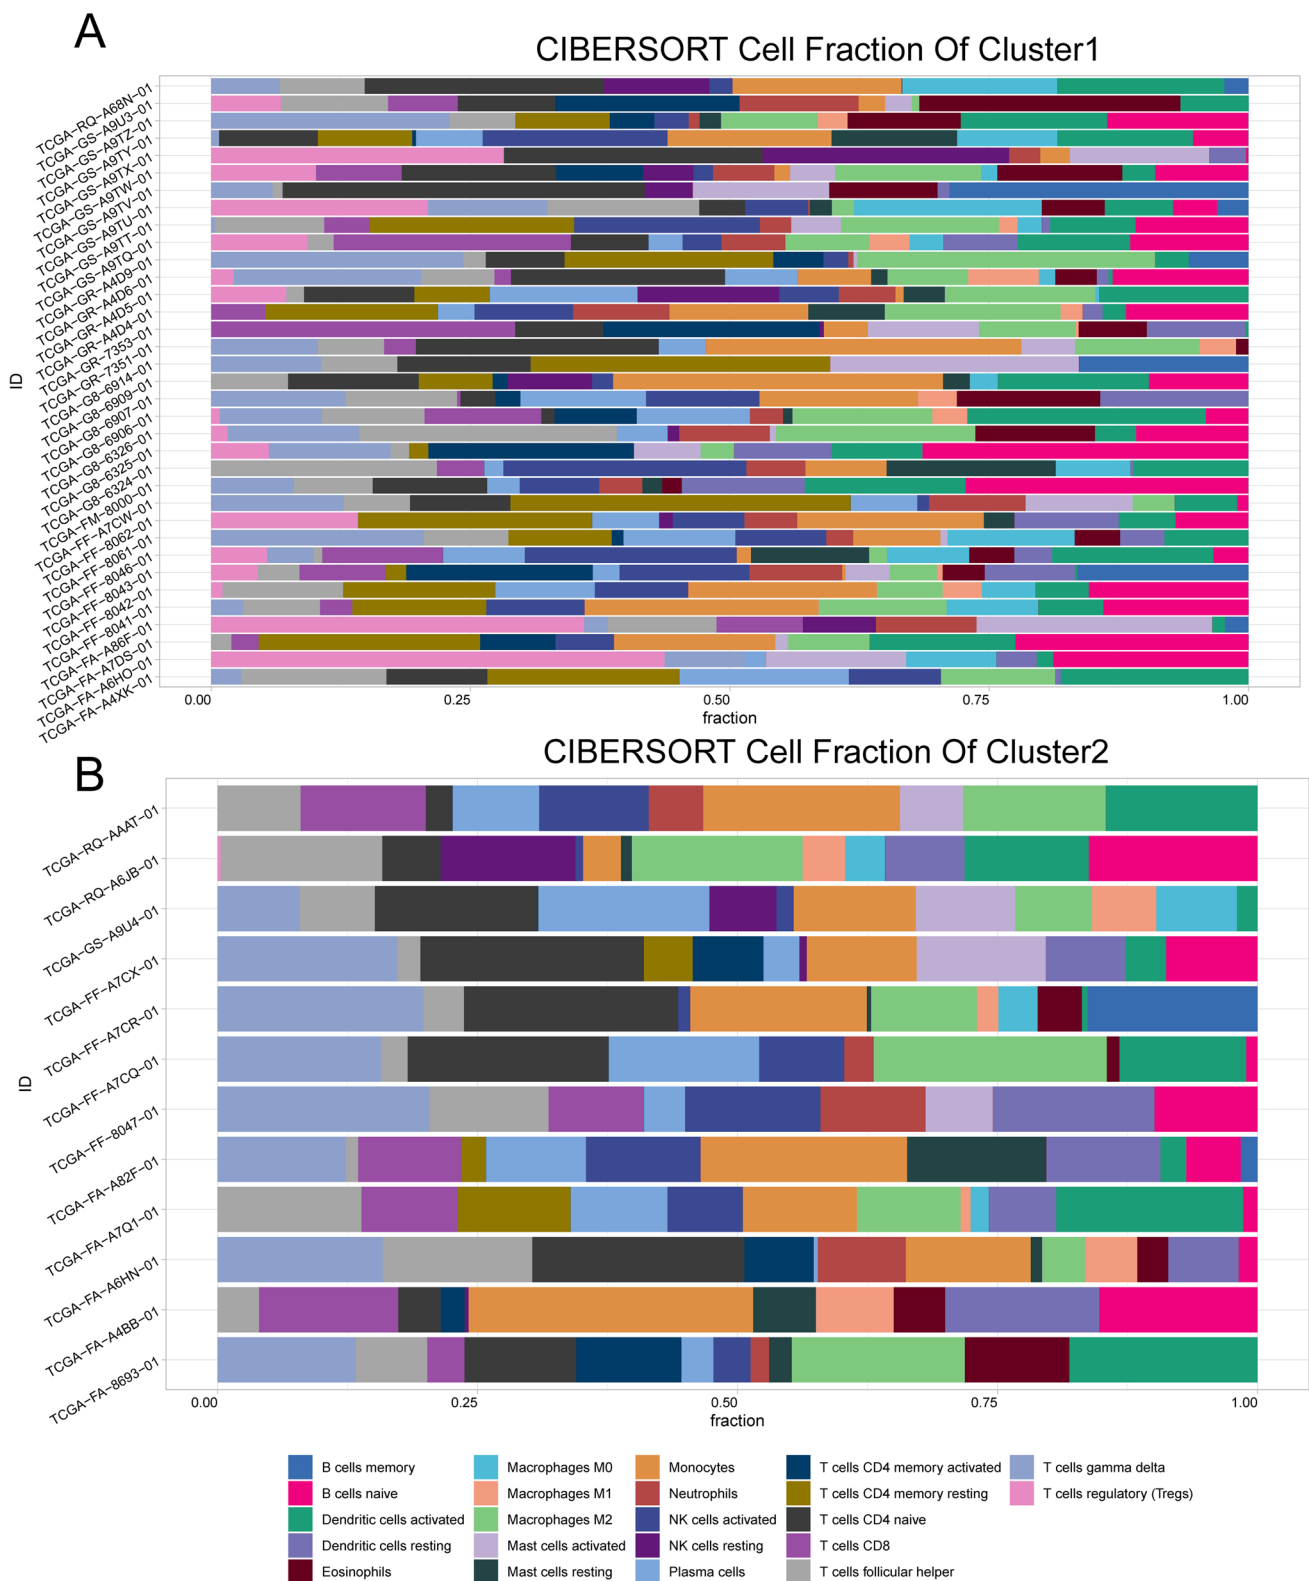 A
CIBERSORT Cell Fraction Of Cluster1
ID
TCGA-RQ-A68N-01
TCGA-GS-A9U3-01
TCGA-GS-A9TZ-01
TCGA-GS-A9TY-01
TCGA-GS-A9TX-01
TCGA-GS-A9TW-01
TCGA-GS-A9TV-01
TCGA-GS-A9TU-01
TCGA-GS-A9TT-01
TCGA-GS-A9TQ-01
TCGA-GR-A4D9-01
TCGA-GR-A4D6-01
TCGA-GR-A4D5-01
TCGA-GR-A4D4-01
TCGA-GR-7353-01
TCGA-GR-7351-01
TCGA-G8-6914-01
TCGA-G8-6909-01
TCGA-G8-6907-01
TCGA-G8-6906-01
TCGA-G8-6326-01
TCGA-G8-6325-01
TCGA-G8-6324-01
TCGA-FM-8000-01
TCGA-FF-A7CW-01
TCGA-FF-8062-01
TCGA-FF-8061-01
TCGA-FF-8046-01
TCGA-FF-8043-01
TCGA-FF-8042-01
TCGA-FF-8041-01
TCGA-FA-A86F-01
TCGA-FA-A7DS-01
TCGA-FA-A6HO-01
TCGA-FA-A4XK-01
0.00 0.25 0.50 0.75 1.00
fraction
B
CIBERSORT Cell Fraction Of Cluster2
ID
TCGA-RQ-AAAT-01
TCGA-RQ-A6JB-01
TCGA-GS-A9U4-01
TCGA-FF-A7CX-01
TCGA-FF-A7CR-01
TCGA-FF-A7CQ-01
TCGA-FF-8047-01
TCGA-FA-A82F-01
TCGA-FA-A7Q1-01
TCGA-FA-A6HN-01
TCGA-FA-A4BB-01
TCGA-FA-8693-01
0.00 0.25 0.50 0.75 1.00
fraction
B cells memory
B cells naive
Dendritic cells activated
Dendritic cells resting
Eosinophils
Macrophages M0
Macrophages M1
Macrophages M2
Mast cells activated
Mast cells resting
Monocytes
Neutrophils
NK cells activated
NK cells resting
Plasma cells
T cells CD4 memory activated
T cells CD4 memory resting
T cells CD4 naive
T cells CD8
T cells follicular helper
T cells gamma delta
T cells regulatory (Tregs)